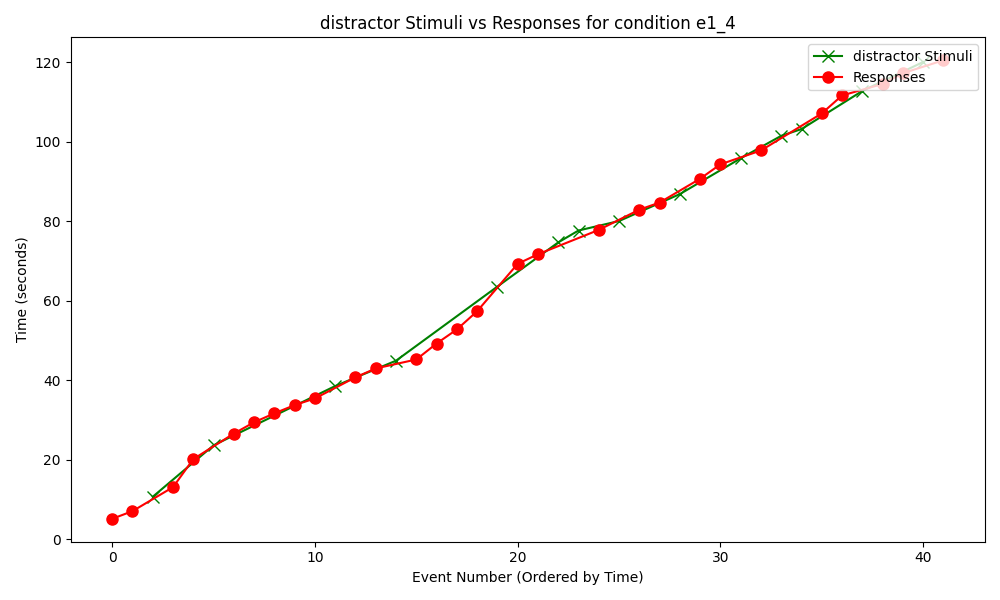 distractor Stimuli vs Responses for condition e1_4
distractor Stimuli
Responses
Time (seconds)
120
100
80
60
40
20
0
0 10 20 30 40
Event Number (Ordered by Time)